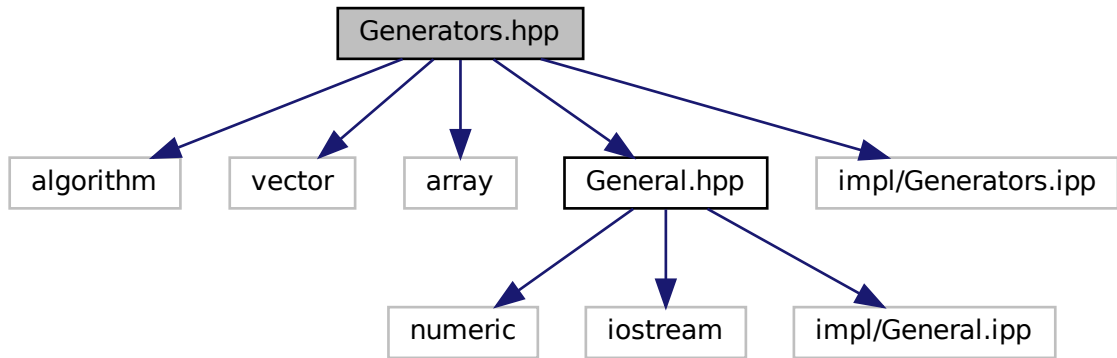 Generators.hpp
algorithm
vector
array
General.hpp
impl/Generators.ipp
numeric
iostream
impl/General.ipp